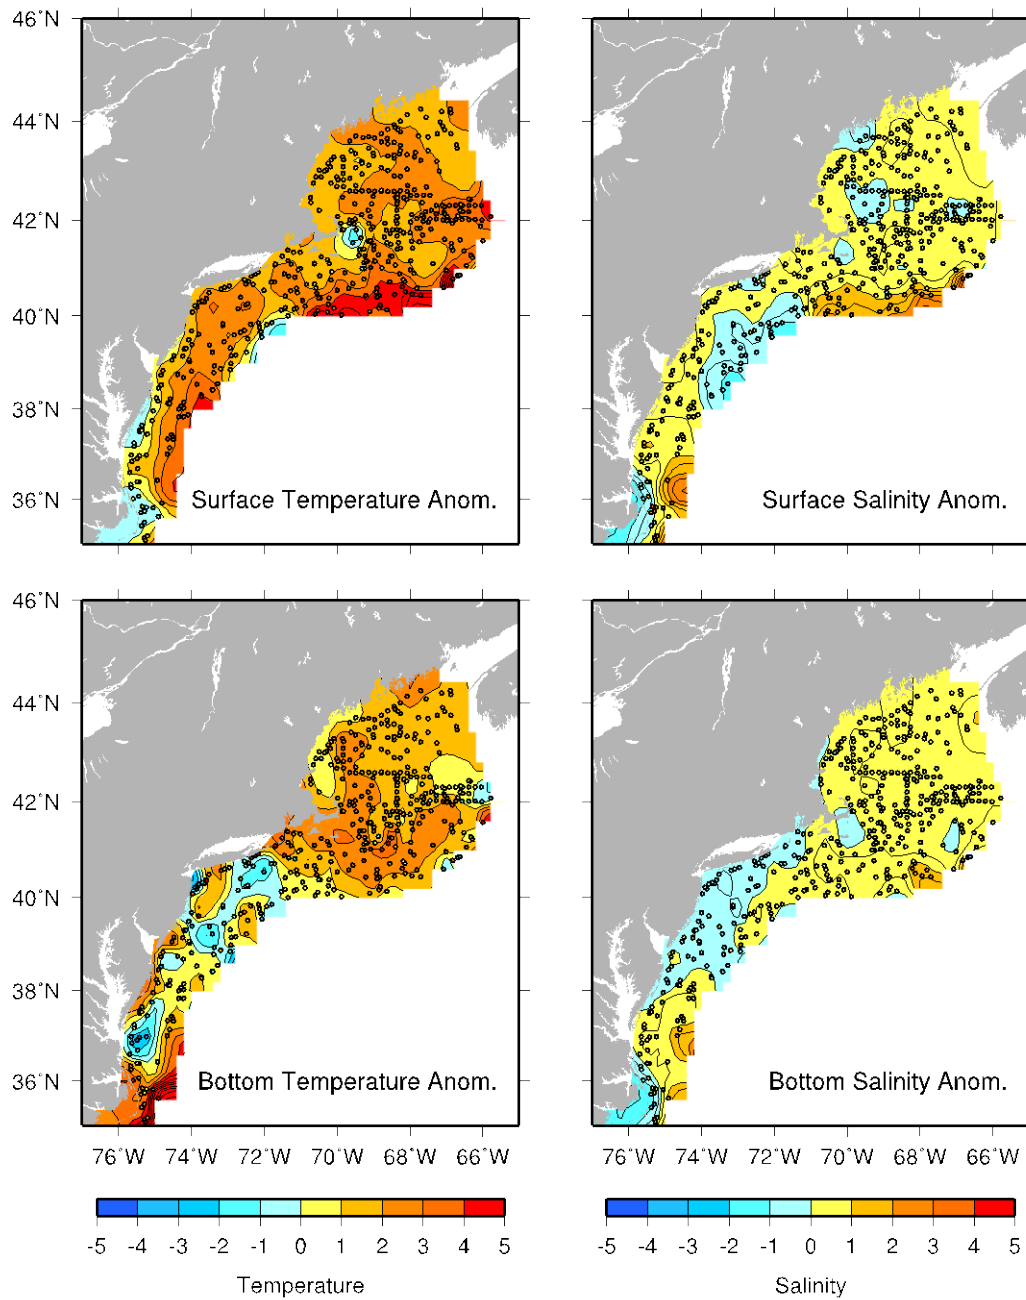 46°N
44°N
42°N
40°N
38°N
36°N
Surface Temperature Anom.
Surface Salinity Anom.
46°N
44°N
42°N
40°N
38°N
36°N
Bottom Temperature Anom.
Bottom Salinity Anom.
76°W 74°W 72°W 70°W 68°W 66°W
76°W 74°W 72°W 70°W 68°W 66°W
-5 -4 -3 -2 -1 0 1 2 3 4 5
Temperature
-5 -4 -3 -2 -1 0 1 2 3 4 5
Salinity